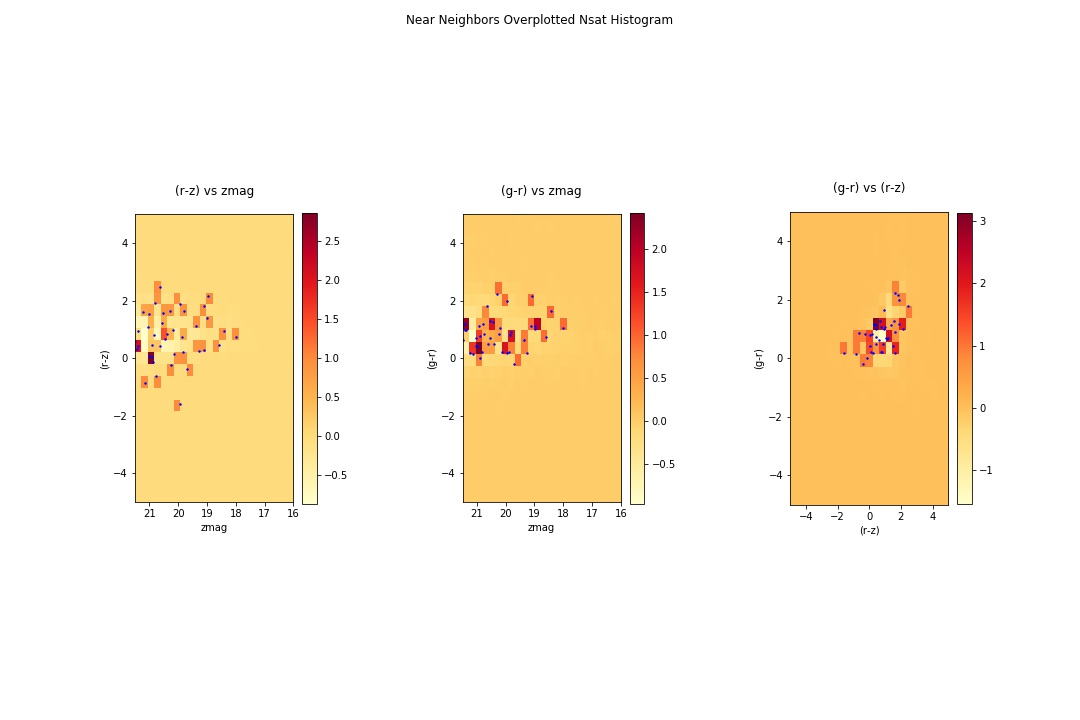 Near Neighbors Overplotted Nsat Histogram
(r-z) vs zmag
4
2
0
−2
−4
(r-z)
21 20 19 18 17 16
zmag
2.5
2.0
1.5
1.0
0.5
0.0
−0.5
(g-r) vs zmag
4
2
0
−2
−4
(g-r)
21 20 19 18 17 16
zmag
2.0
1.5
1.0
0.5
0.0
−0.5
(g-r) vs (r-z)
4
2
0
−2
−4
(g-r)
−4 −2 0 2 4
(r-z)
3
2
1
0
−1